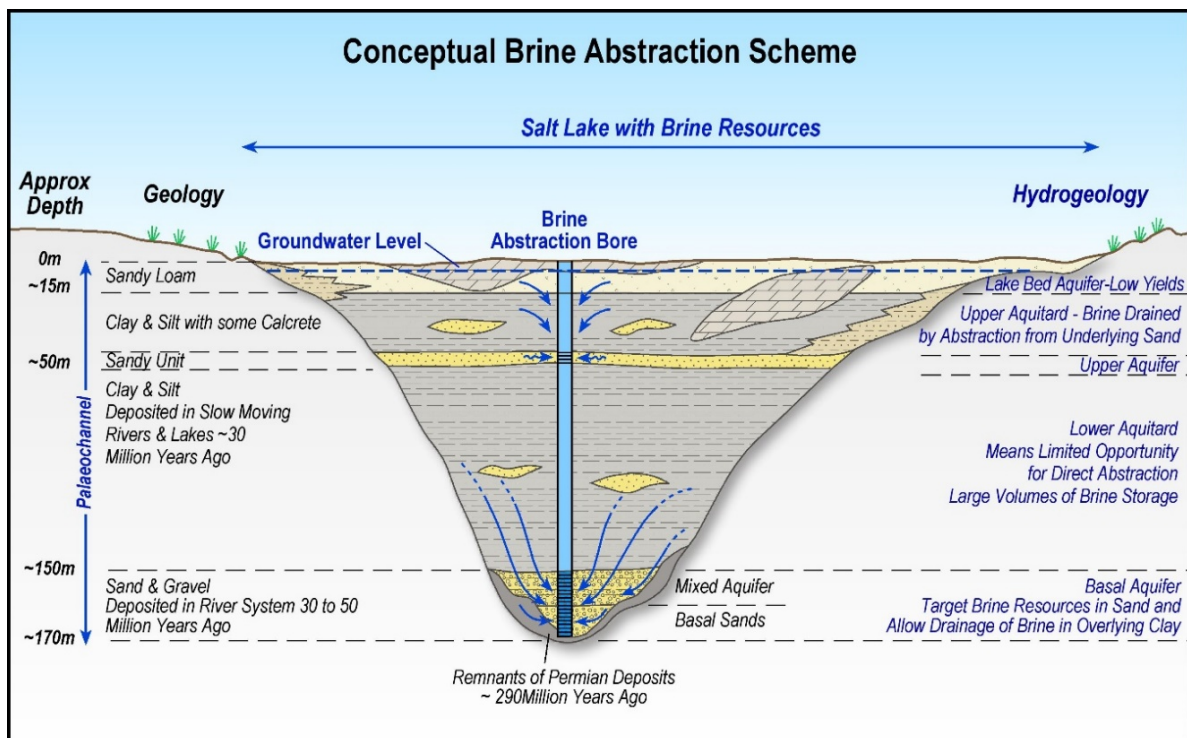 Conceptual Brine Abstraction Scheme
Salt Lake with Brine Resources
Approx
Depth
Geology
Hydrogeology
Groundwater Level
Brine
Abstraction Bore
0m
Sandy Loam
~15m
Lake Bed Aquifer-Low Yields
Clay & Silt with some Calcrete
Upper Aquitard - Brine Drained
by Abstraction from Underlying Sand
Sandy Unit
~50m
Upper Aquifer
Clay & Silt
Deposited in Slow Moving
Rivers & Lakes ~30
Million Years Ago
Palaeochannel
Lower Aquitard
Means Limited Opportunity
for Direct Abstraction
Large Volumes of Brine Storage
~150m
Sand & Gravel
Deposited in River System 30 to 50
Million Years Ago
~170m
Mixed Aquifer
Basal Sands
Basal Aquifer
Target Brine Resources in Sand and
Allow Drainage of Brine in Overlying Clay
Remnants of Permian Deposits
~ 290Million Years Ago